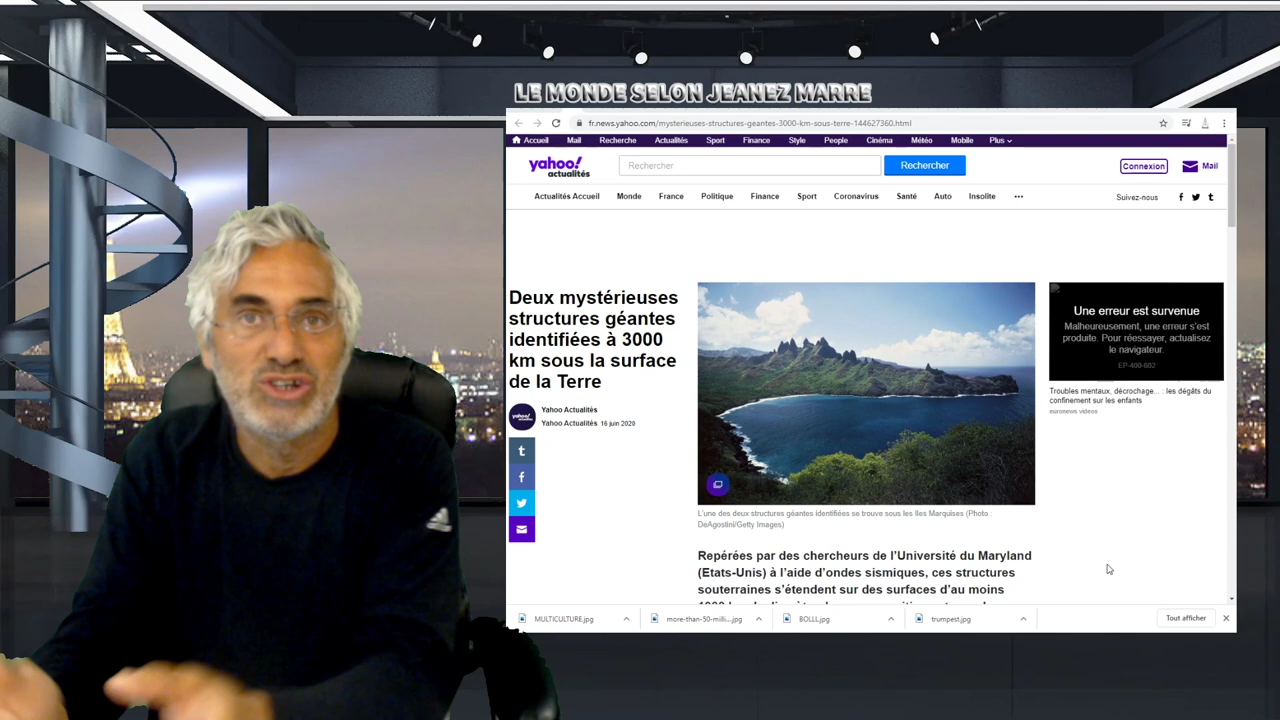 LE MONDE SELON JEANEZ MARRE
fr.news.yahoo.com/mysterieuses-structures-geantes-3000-km-sous-terre-144627360.html
Accueil Mail Recherche Actualités Sport Finance Style People Cinéma Météo Mobile Plus
yahoo! actualités
Rechercher
Rechercher
Connexion
Mail
Actualités Accueil Monde France Politique Finance Sport Coronavirus Santé Auto Insolite ... Suivez-nous
Deux mystérieuses
structures géantes
identifiées à 3000
km sous la surface
de la Terre
yahoo!
Yahoo Actualités
Yahoo Actualités 16 juin 2020
L'une des deux structures géantes identifiées se trouve sous les Iles Marquises (Photo :
DeAgostini/Getty Images)
Repérées par des chercheurs de l'Université du Maryland
(Etats-Unis) à l'aide d'ondes sismiques, ces structures
souterraines s'étendent sur des surfaces d'au moins
Une erreur est survenue
Malheureusement, une erreur s'est
produite. Pour réessayer, actualisez
le navigateur.
EP-400-602
Troubles mentaux, décrochage... : les dégâts du
confinement sur les enfants
euronews videos
MULTICULTURE.jpg more-than-50-milli....jpg BOLLL.jpg trumpest.jpg Tout afficher